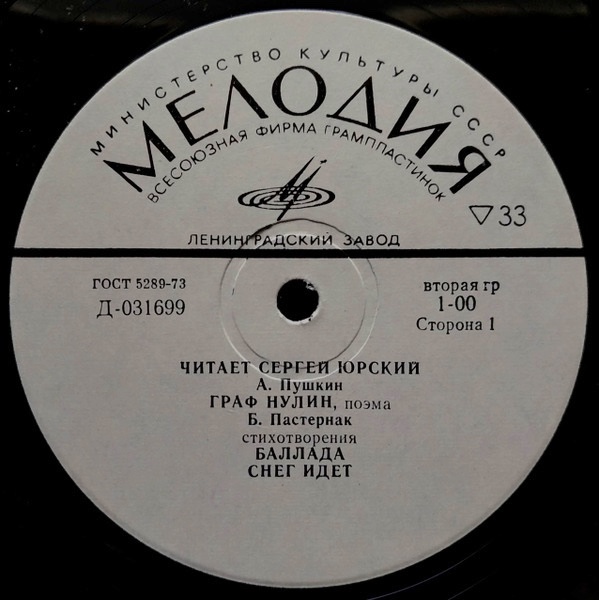 МИНИСТЕРСТВО КУЛЬТУРЫ СССР
МЕЛОДИЯ
ВСЕСОЮЗНАЯ ФИРМА ГРАМПЛАСТИНОК
▽33
ЛЕНИНГРАДСКИЙ ЗАВОД
ГОСТ 5289-73
Д-031699
вторая гр
1-00
Сторона 1
ЧИТАЕТ СЕРГЕЙ ЮРСКИЙ
А. Пушкин
ГРАФ НУЛИН, поэма
Б. Пастернак
стихотворения
БАЛЛАДА
СНЕГ ИДЕТ